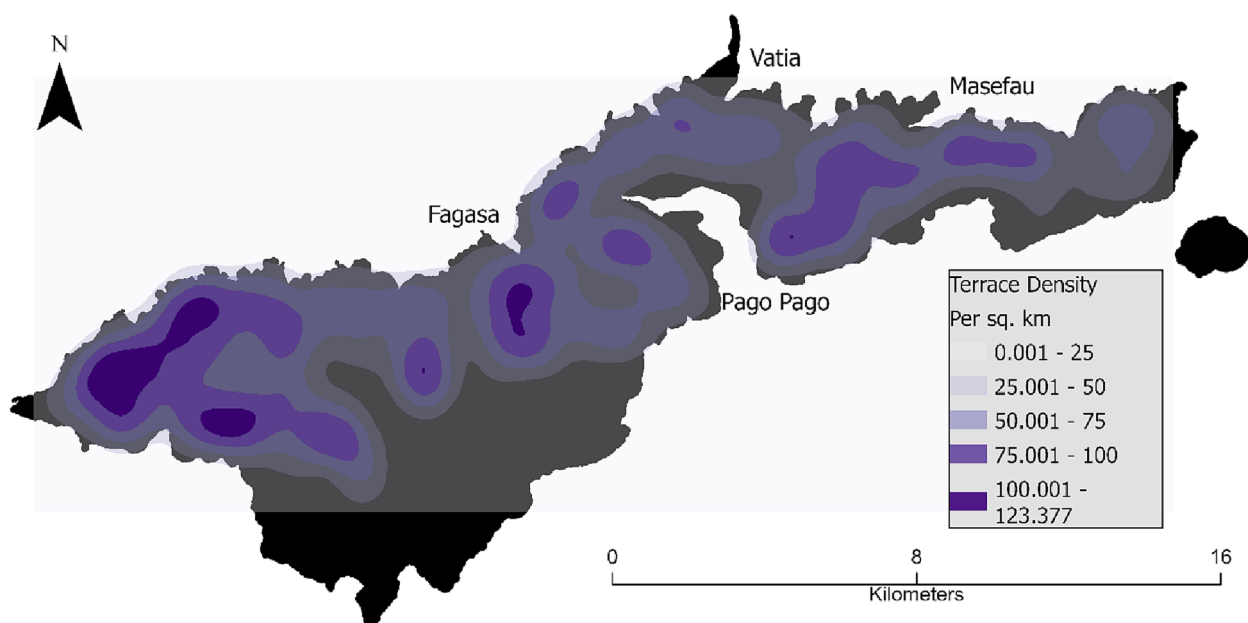 N
Vatia
Masefau
Fagasa
Pago Pago
Terrace Density
Per sq. km
0.001 - 25
25.001 - 50
50.001 - 75
75.001 - 100
100.001 -
123.377
0 8 16
Kilometers